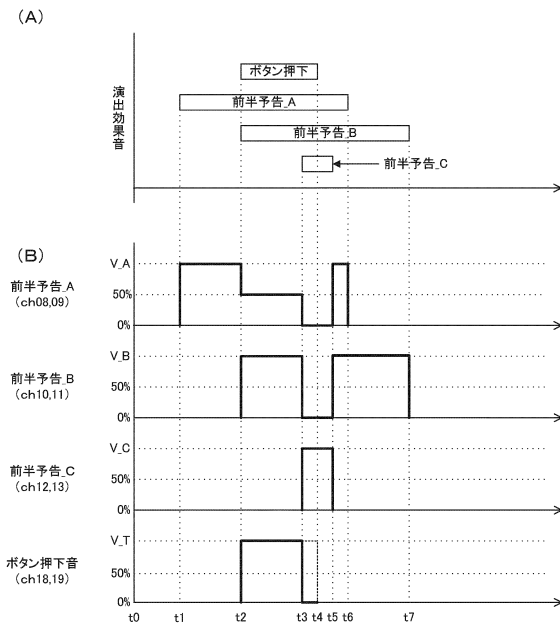 (A)
演出効果音
ボタン押下
前半予告_A
前半予告_B
前半予告_C
(B)
前半予告_A
(ch08,09)
V_A
50%
0%
前半予告_B
(ch10,11)
V_B
50%
0%
前半予告_C
(ch12,13)
V_C
50%
0%
ボタン押下音
(ch18,19)
V_T
50%
0%
t0 t1 t2 t3 t4 t5 t6 t7